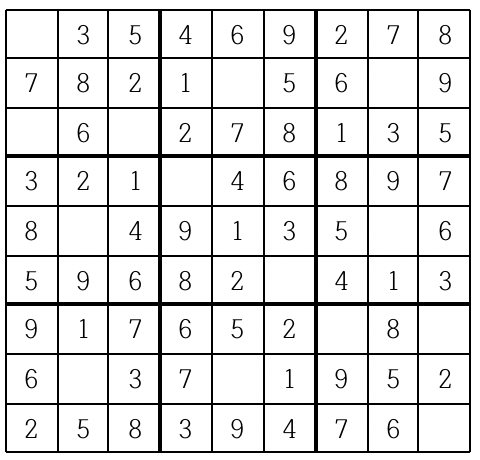 3 5 4 6 9 2 7 8
7 8 2 1 5 6 9
6 2 7 8 1 3 5
3 2 1 4 6 8 9 7
8 4 9 1 3 5 6
5 9 6 8 2 4 1 3
9 1 7 6 5 2 8
6 3 7 1 9 5 2
2 5 8 3 9 4 7 6